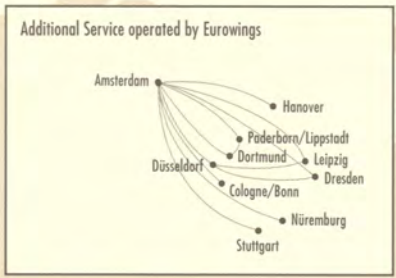 Additional Service operated by Eurowings
Amsterdam
Hanover
Paderborn/Lippstadt
Dortmund
Leipzig
Düsseldorf
Dresden
Cologne/Bonn
Nüremburg
Stuttgart